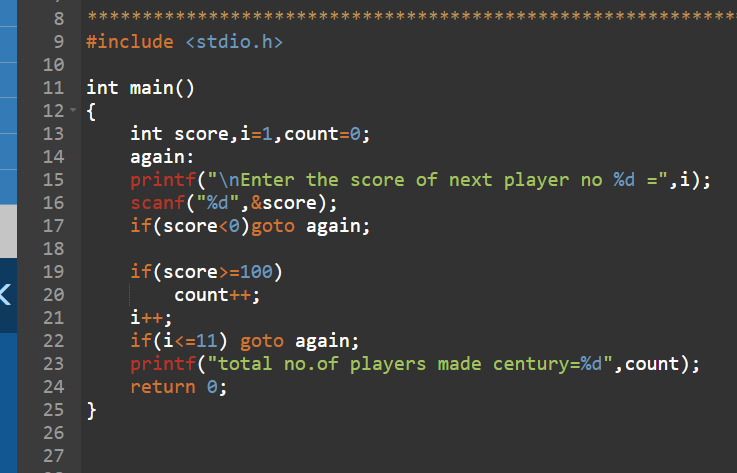 8 ************************************************************
9 #include <stdio.h>
10
11 int main()
12 {
13     int score,i=1,count=0;
14     again:
15     printf("\nEnter the score of next player no %d =",i);
16     scanf("%d",&score);
17     if(score<0)goto again;
18
19     if(score>=100)
20         count++;
21     i++;
22     if(i<=11) goto again;
23     printf("total no.of players made century=%d",count);
24     return 0;
25 }
26
27